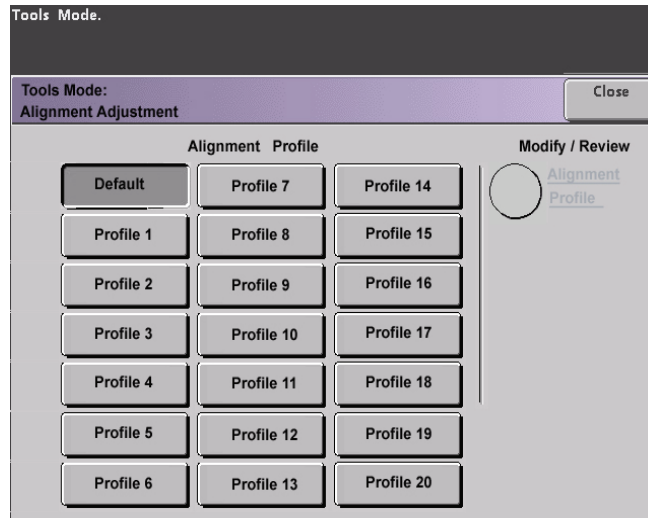 Tools Mode.
Tools Mode:
Alignment Adjustment
Close
Alignment Profile
Modify / Review
Default
Profile 7
Profile 14
Alignment
Profile
Profile 1
Profile 8
Profile 15
Profile 2
Profile 9
Profile 16
Profile 3
Profile 10
Profile 17
Profile 4
Profile 11
Profile 18
Profile 5
Profile 12
Profile 19
Profile 6
Profile 13
Profile 20